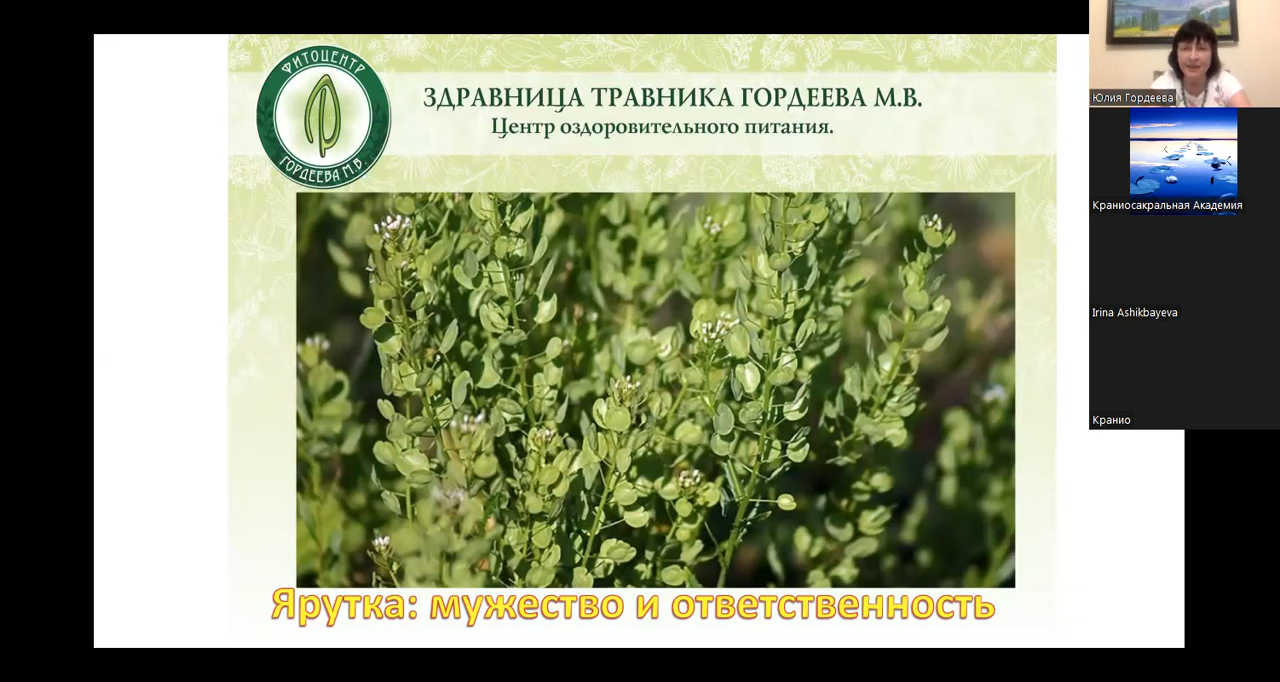 ФИТОЦЕНТР
ГОРДЕЕВА М.В.
ЗДРАВНИЦА ТРАВНИКА ГОРДЕЕВА М.В.
Центр оздоровительного питания.
Ярутка: мужество и ответственность
Юлия Гордеева
Краниосакральная Академия
Irina Ashikbayeva
Кранио